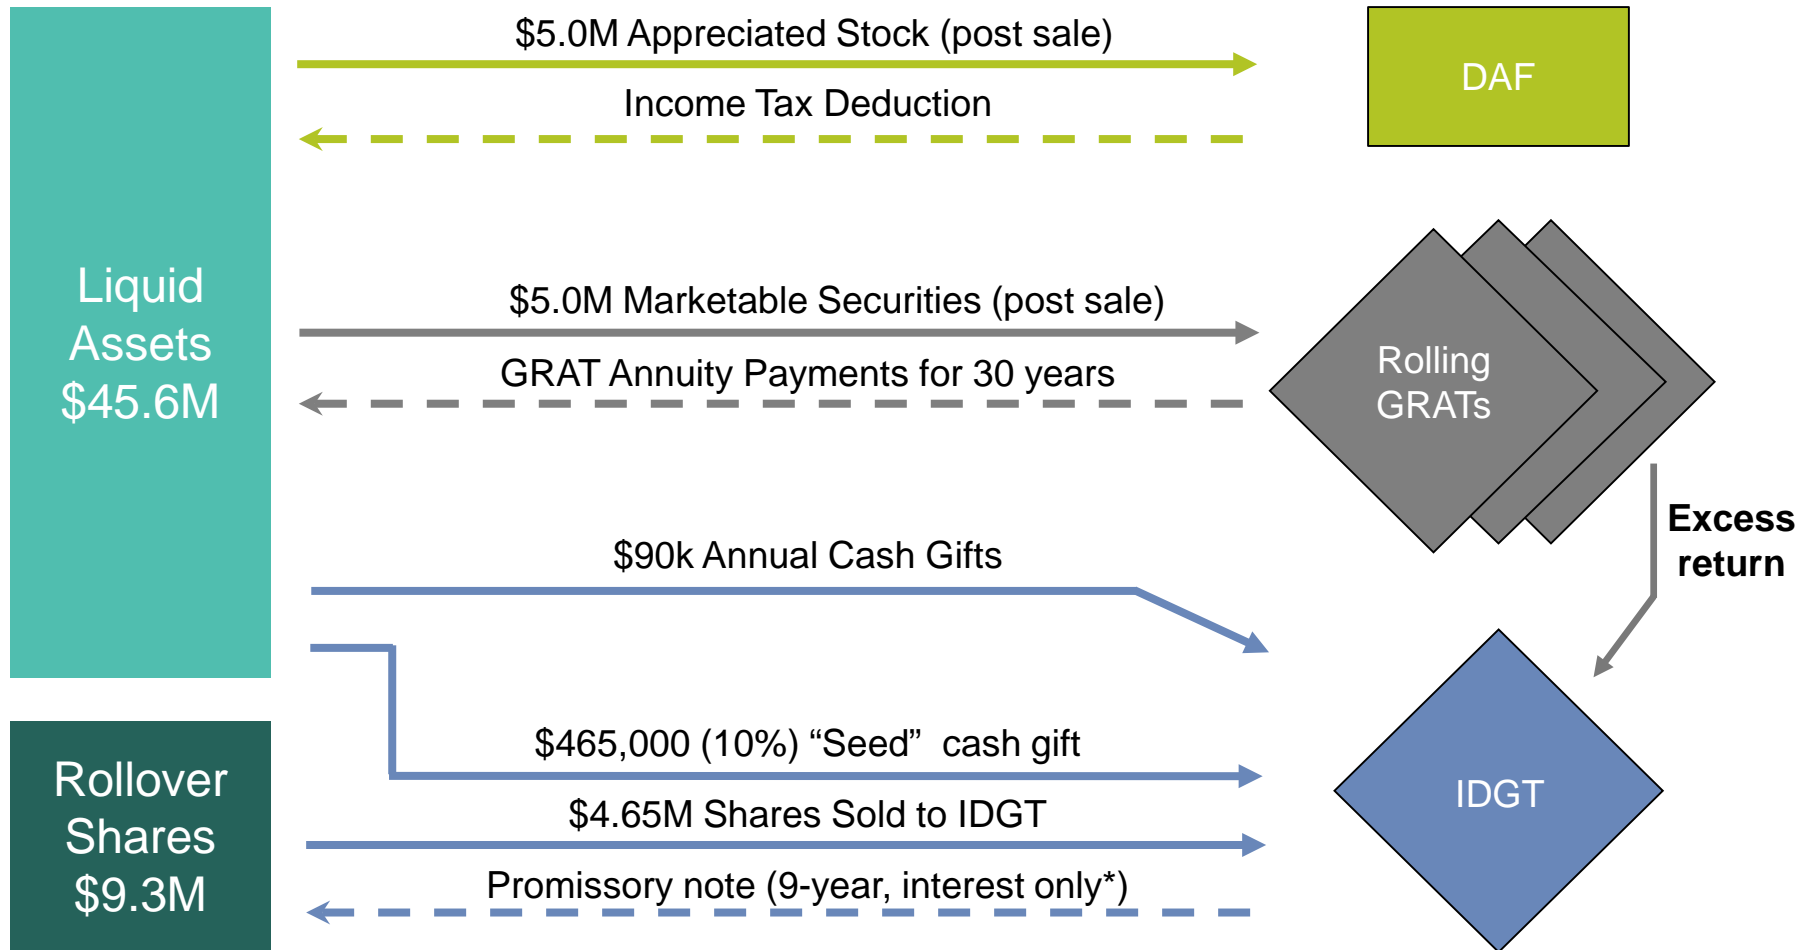 $5.0M Appreciated Stock (post sale)
DAF
Income Tax Deduction
Liquid
Assets
$45.6M
$5.0M Marketable Securities (post sale)
GRAT Annuity Payments for 30 years
Rolling
GRATs
Excess
return
$90k Annual Cash Gifts
$465,000 (10%) “Seed”  cash gift
Rollover
Shares
$9.3M
$4.65M Shares Sold to IDGT
IDGT
Promissory note (9-year, interest only*)